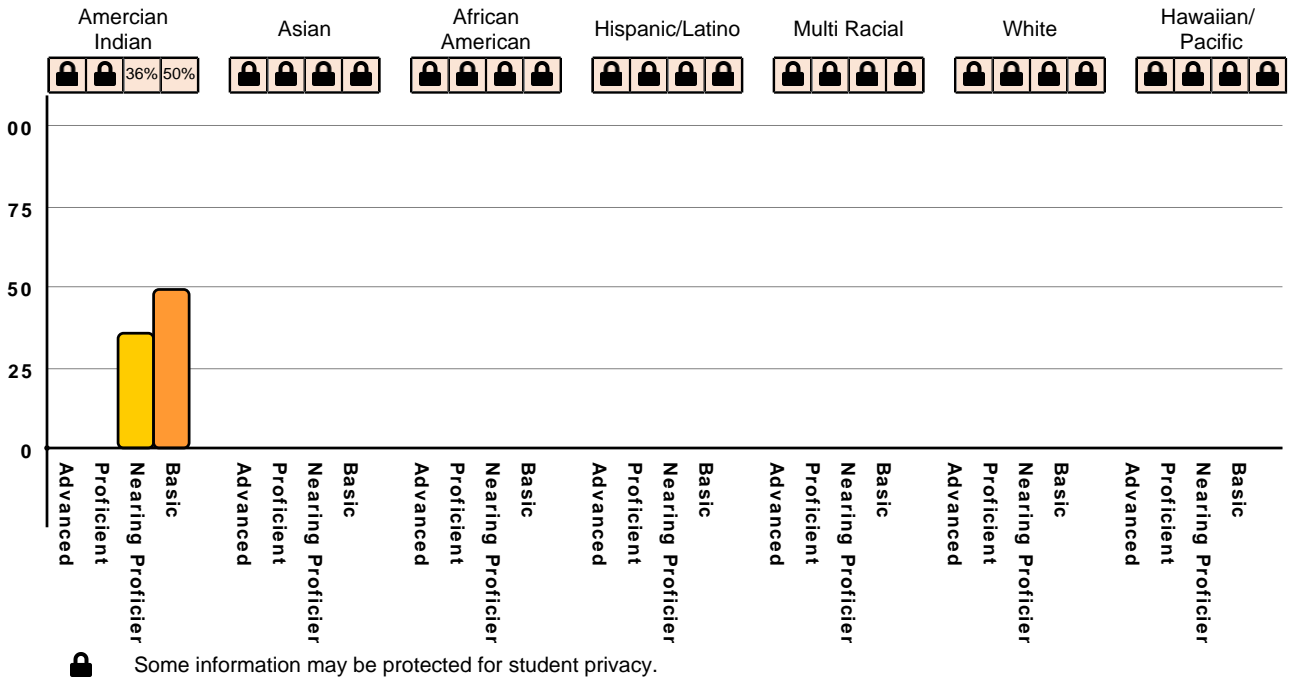 Amercian
Indian
Asian
African
American
Hispanic/Latino
Multi Racial
White
Hawaiian/
Pacific
36% 50%
00
75
50
25
0
Advanced
Proficient
Nearing Proficier
Basic
Advanced
Proficient
Nearing Proficier
Basic
Advanced
Proficient
Nearing Proficier
Basic
Advanced
Proficient
Nearing Proficier
Basic
Advanced
Proficient
Nearing Proficier
Basic
Advanced
Proficient
Nearing Proficier
Basic
Advanced
Proficient
Nearing Proficier
Basic
Some information may be protected for student privacy.